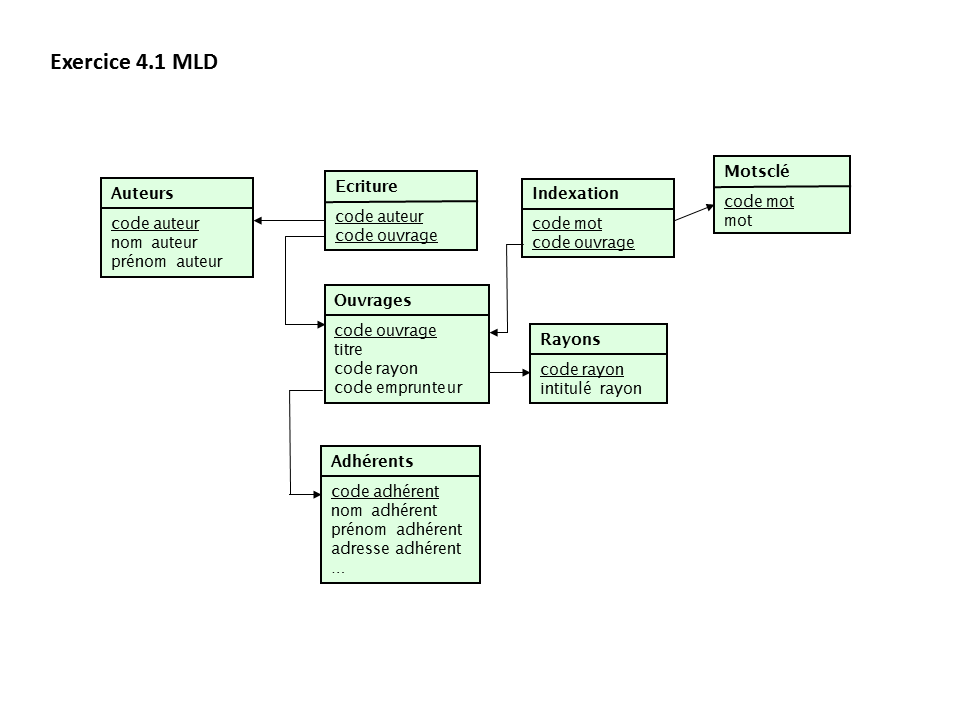 Exercice 4.1 MLD
Auteurs
code auteur
nom auteur
prénom auteur
Ecriture
code auteur
code ouvrage
Indexation
code mot
code ouvrage
Motsclé
code mot
mot
Ouvrages
code ouvrage
titre
code rayon
code emprunteur
Rayons
code rayon
intitulé rayon
Adhérents
code adhérent
nom adhérent
prénom adhérent
adresse adhérent
...